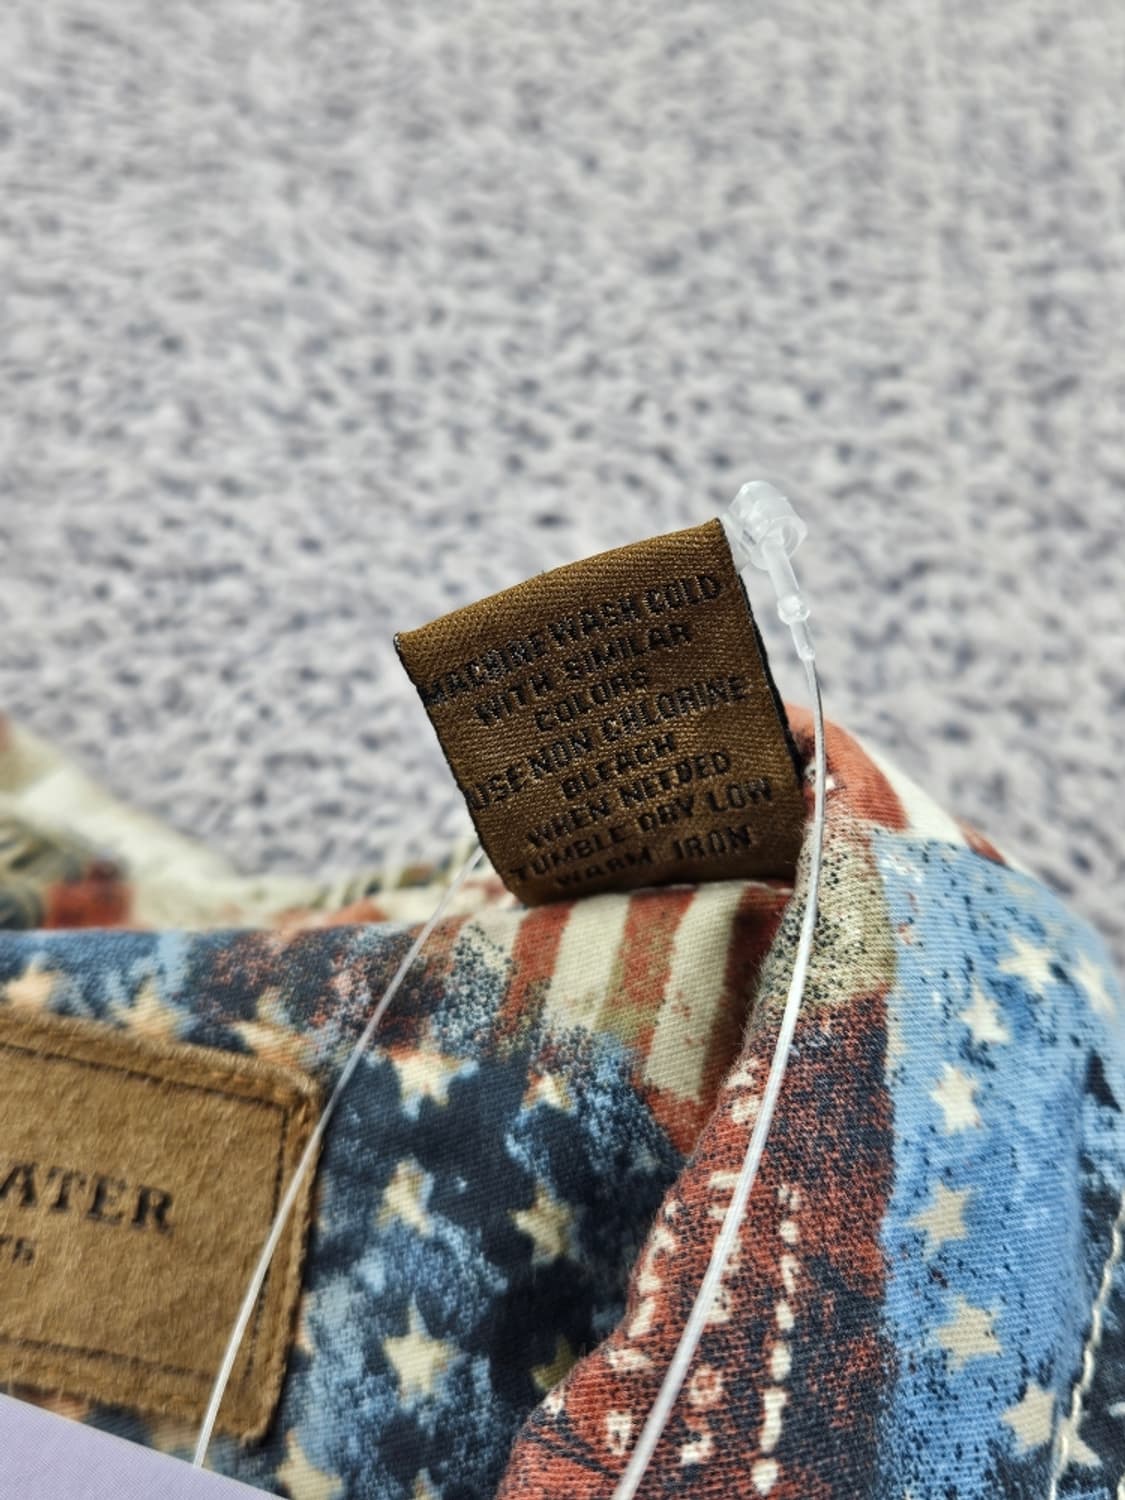 MACHINE WASH COLD
WITH SIMILAR
COLORS
USE NON CHLORINE
BLEACH
WHEN NEEDED
TUMBLE DRY LOW
WARM IRON
ATER